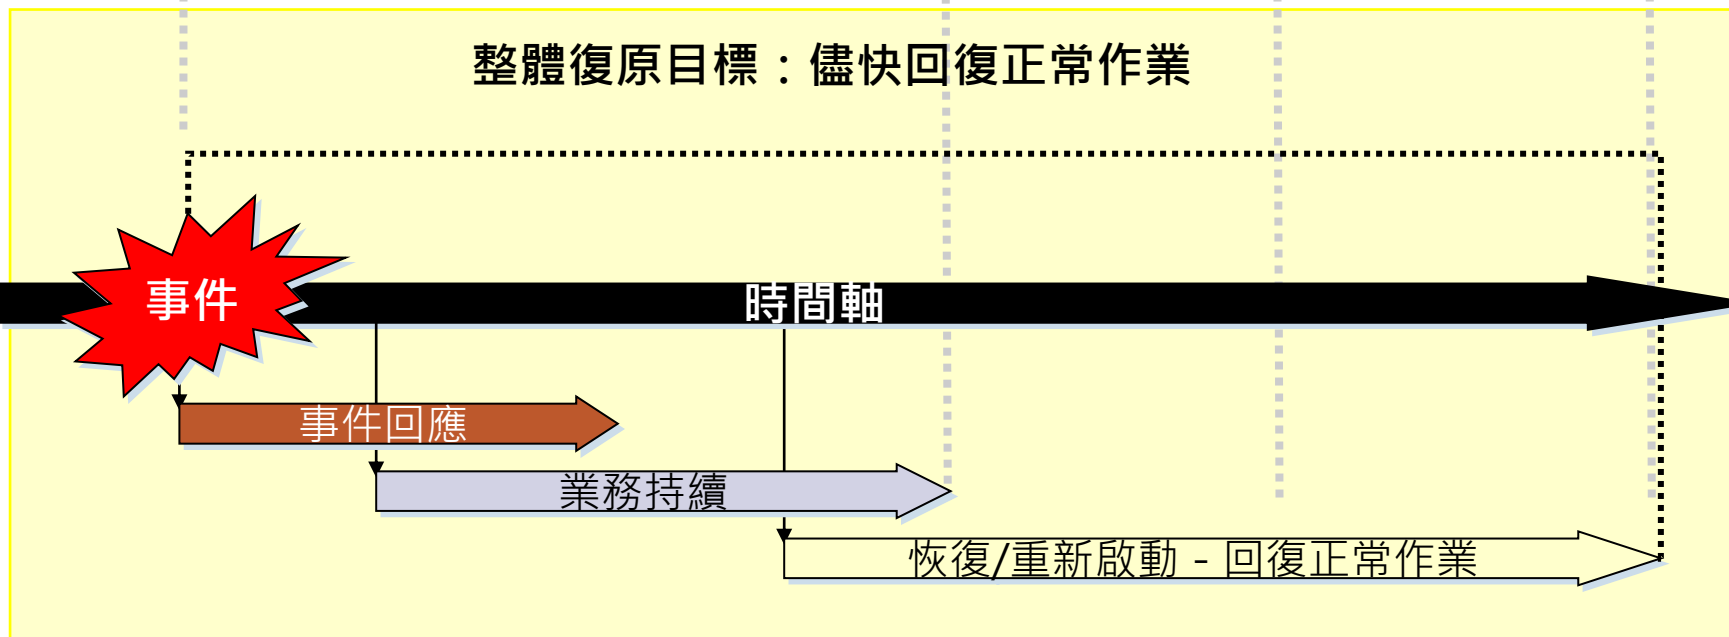 整體復原目標：儘快回復正常作業
事件
時間軸
事件回應
業務持續
恢復/重新啟動 - 回復正常作業